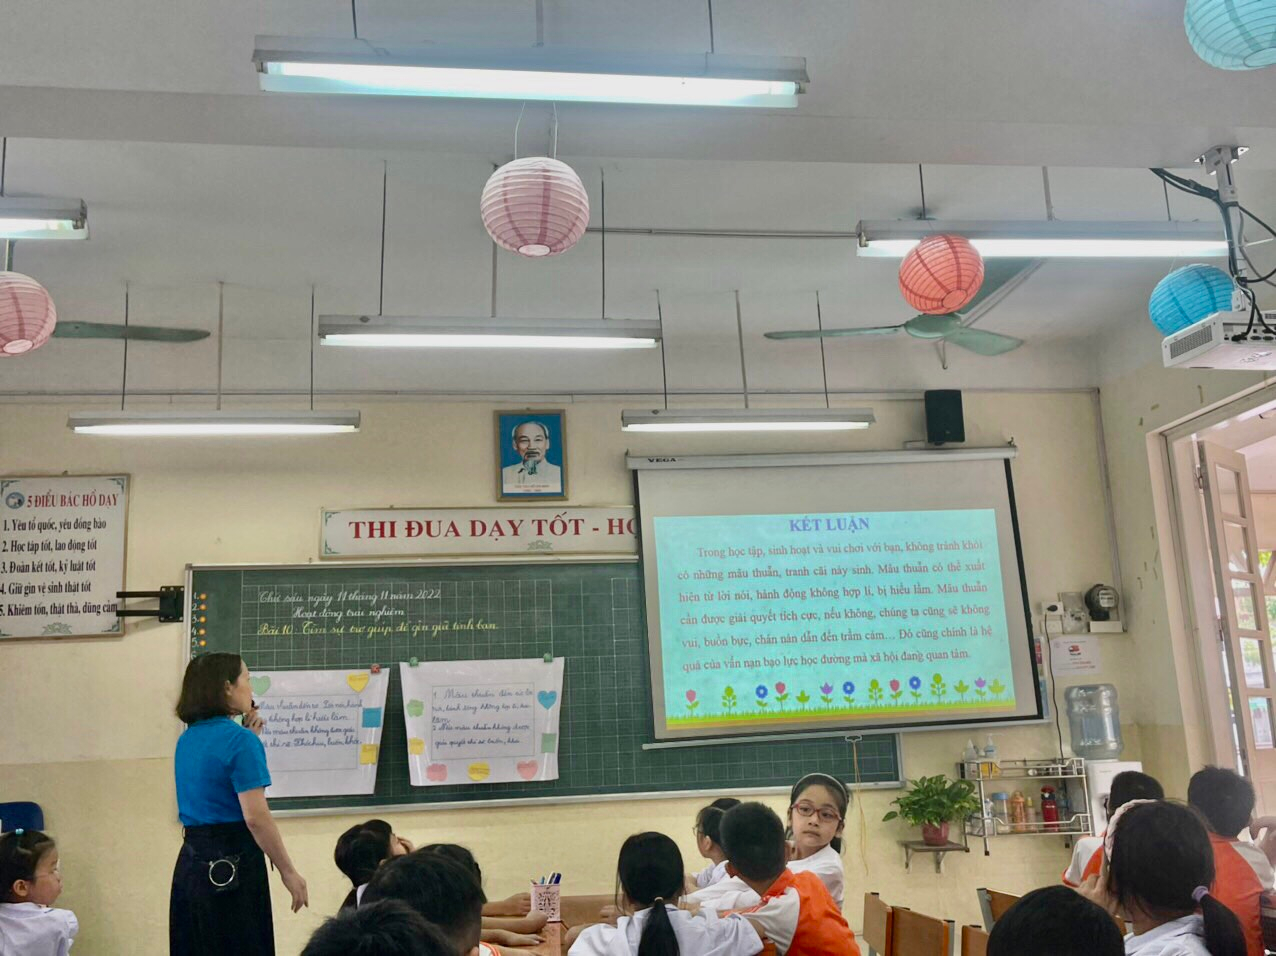 5 ĐIỀU BÁC HỒ DẠY
1. Yêu tổ quốc, yêu đồng bào
2. Học tập tốt, lao động tốt
3. Đoàn kết tốt, kỷ luật tốt
4. Giữ gìn vệ sinh thật tốt
5. Khiêm tốn, thật thà, dũng cảm
THI ĐUA DẠY TỐT - HỌ
VEGA
Thứ sáu ngày 11 tháng 11 năm 2022
Hoạt động trải nghiệm
Bài 10: Tìm sự trợ giúp để gìn giữ tình bạn.
1. Mâu thuẫn đến từ
KẾT LUẬN
Trong học tập, sinh hoạt và vui chơi với bạn, không tránh khỏi
có những mâu thuẫn, tranh cãi nảy sinh. Mâu thuẫn có thể xuất
hiện từ lời nói, hành động không hợp lí, bị hiểu lầm. Mâu thuẫn
cần được giải quyết tích cực, nếu không, chúng ta cũng sẽ không
vui, buồn bực, chán nản dẫn đến trầm cảm… Đó cũng chính là hệ
quả của vấn nạn bạo lực học đường mà xã hội đang quan tâm.